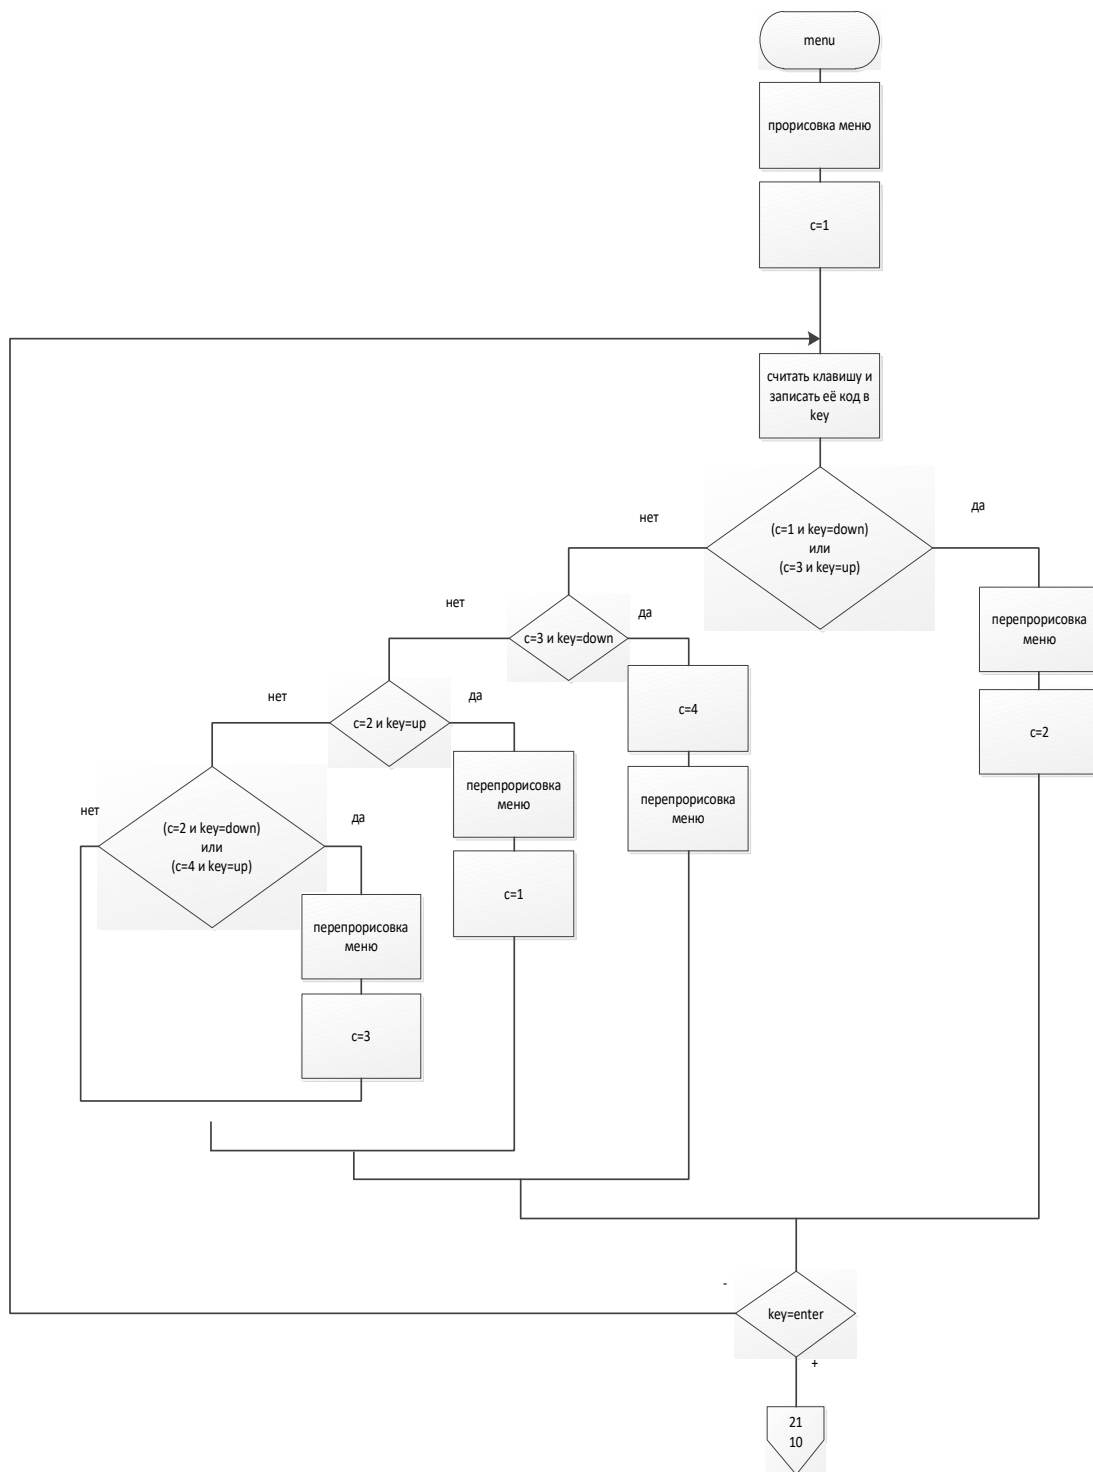 menu
прорисовка меню
c=1
считать клавишу и
записать её код в
key
нет
да
(c=1 и key=down)
или
(c=3 и key=up)
нет
да
c=3 и key=down
перепрорисовка
меню
нет
да
c=2 и key=up
c=4
c=2
перепрорисовка
меню
перепрорисовка
меню
нет
да
(c=2 и key=down)
или
(c=4 и key=up)
c=1
перепрорисовка
меню
c=3
-
key=enter
+
21
10